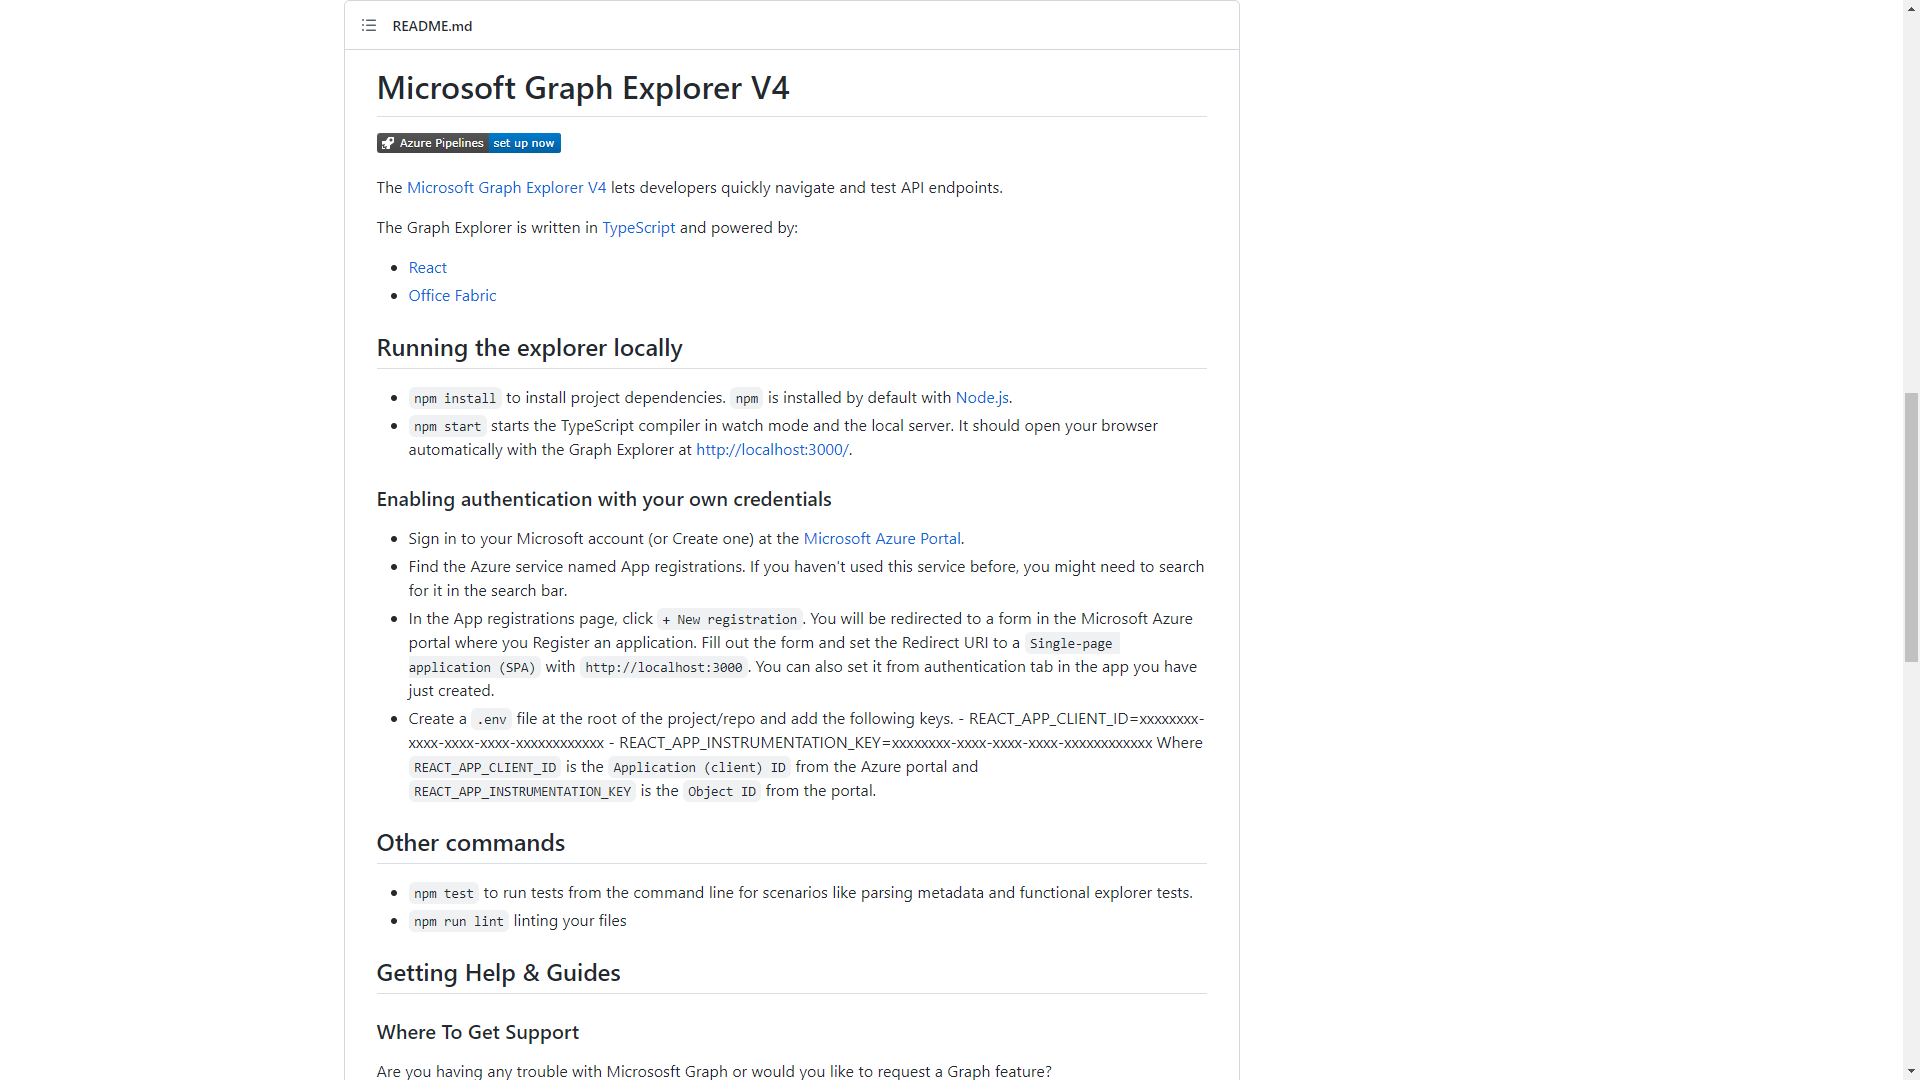 README.md
Microsoft Graph Explorer V4
Azure Pipelines set up now
The Microsoft Graph Explorer V4 lets developers quickly navigate and test API endpoints.
The Graph Explorer is written in TypeScript and powered by:
React
Office Fabric
Running the explorer locally
npm install to install project dependencies. npm is installed by default with Node.js.
npm start starts the TypeScript compiler in watch mode and the local server. It should open your browser
automatically with the Graph Explorer at http://localhost:3000/.
Enabling authentication with your own credentials
Sign in to your Microsoft account (or Create one) at the Microsoft Azure Portal.
Find the Azure service named App registrations. If you haven't used this service before, you might need to search
for it in the search bar.
In the App registrations page, click + New registration. You will be redirected to a form in the Microsoft Azure
portal where you Register an application. Fill out the form and set the Redirect URI to a Single-page
application (SPA) with http://localhost:3000. You can also set it from authentication tab in the app you have
just created.
Create a .env file at the root of the project/repo and add the following keys. - REACT_APP_CLIENT_ID=xxxxxxxx-
xxxx-xxxx-xxxx-xxxxxxxxxxxx - REACT_APP_INSTRUMENTATION_KEY=xxxxxxxx-xxxx-xxxx-xxxx-xxxxxxxxxxxx Where
REACT_APP_CLIENT_ID is the Application (client) ID from the Azure portal and
REACT_APP_INSTRUMENTATION_KEY is the Object ID from the portal.
Other commands
npm test to run tests from the command line for scenarios like parsing metadata and functional explorer tests.
npm run lint linting your files
Getting Help & Guides
Where To Get Support
Are you having any trouble with Micrososft Graph or would you like to request a Graph feature?